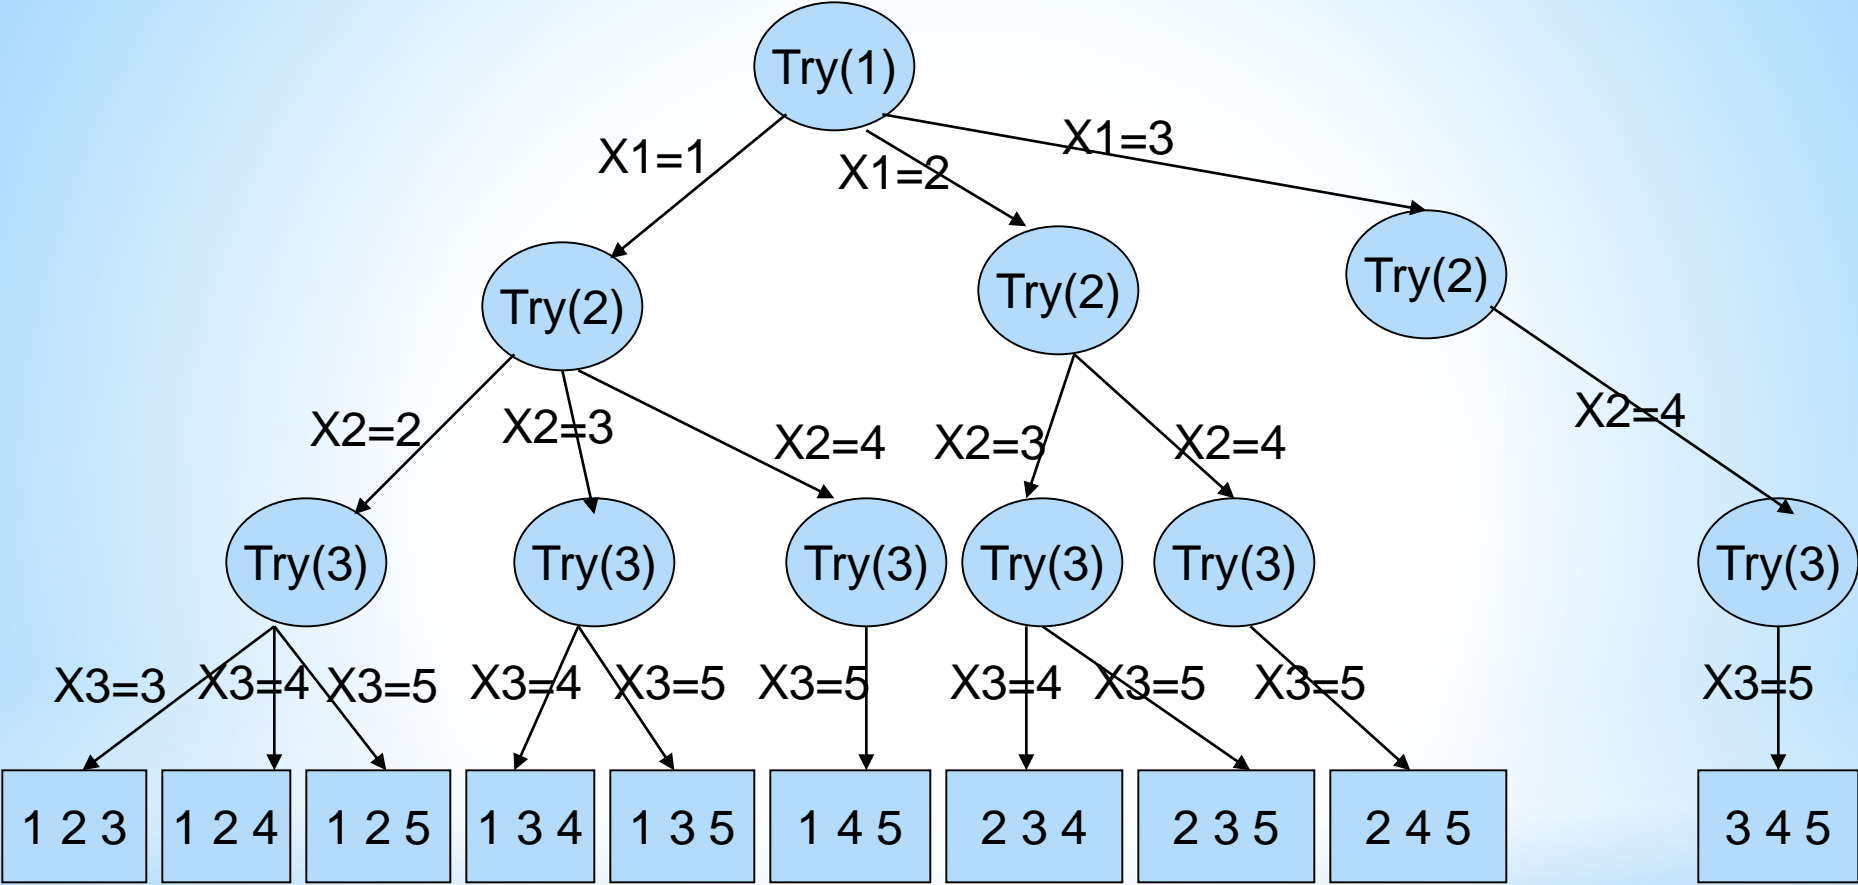 Try(1)
X1=1
X1=2
X1=3
Try(2)
Try(2)
Try(2)
X2=2
X2=3
X2=4
X2=3
X2=4
X2=4
Try(3)
Try(3)
Try(3)
Try(3)
Try(3)
Try(3)
X3=3
X3=4
X3=5
X3=4
X3=5
X3=5
X3=4
X3=5
X3=5
X3=5
1 2 3
1 2 4
1 2 5
1 3 4
1 3 5
1 4 5
2 3 4
2 3 5
2 4 5
3 4 5